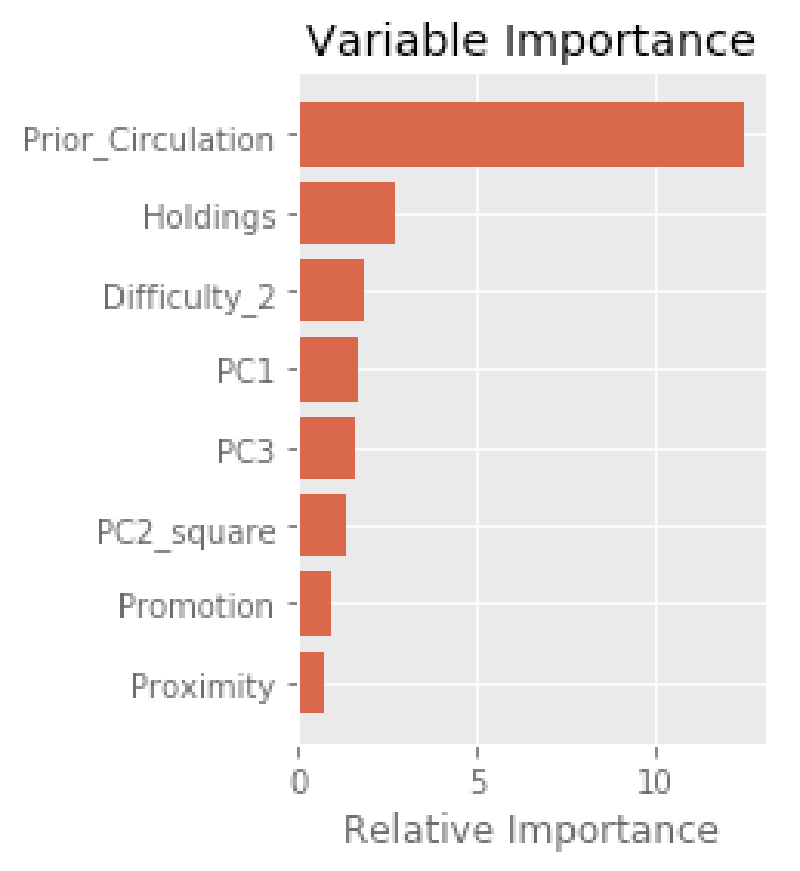 Variable Importance
Prior_Circulation
Holdings
Difficulty_2
PC1
PC3
PC2_square
Promotion
Proximity
0 5 10
Relative Importance